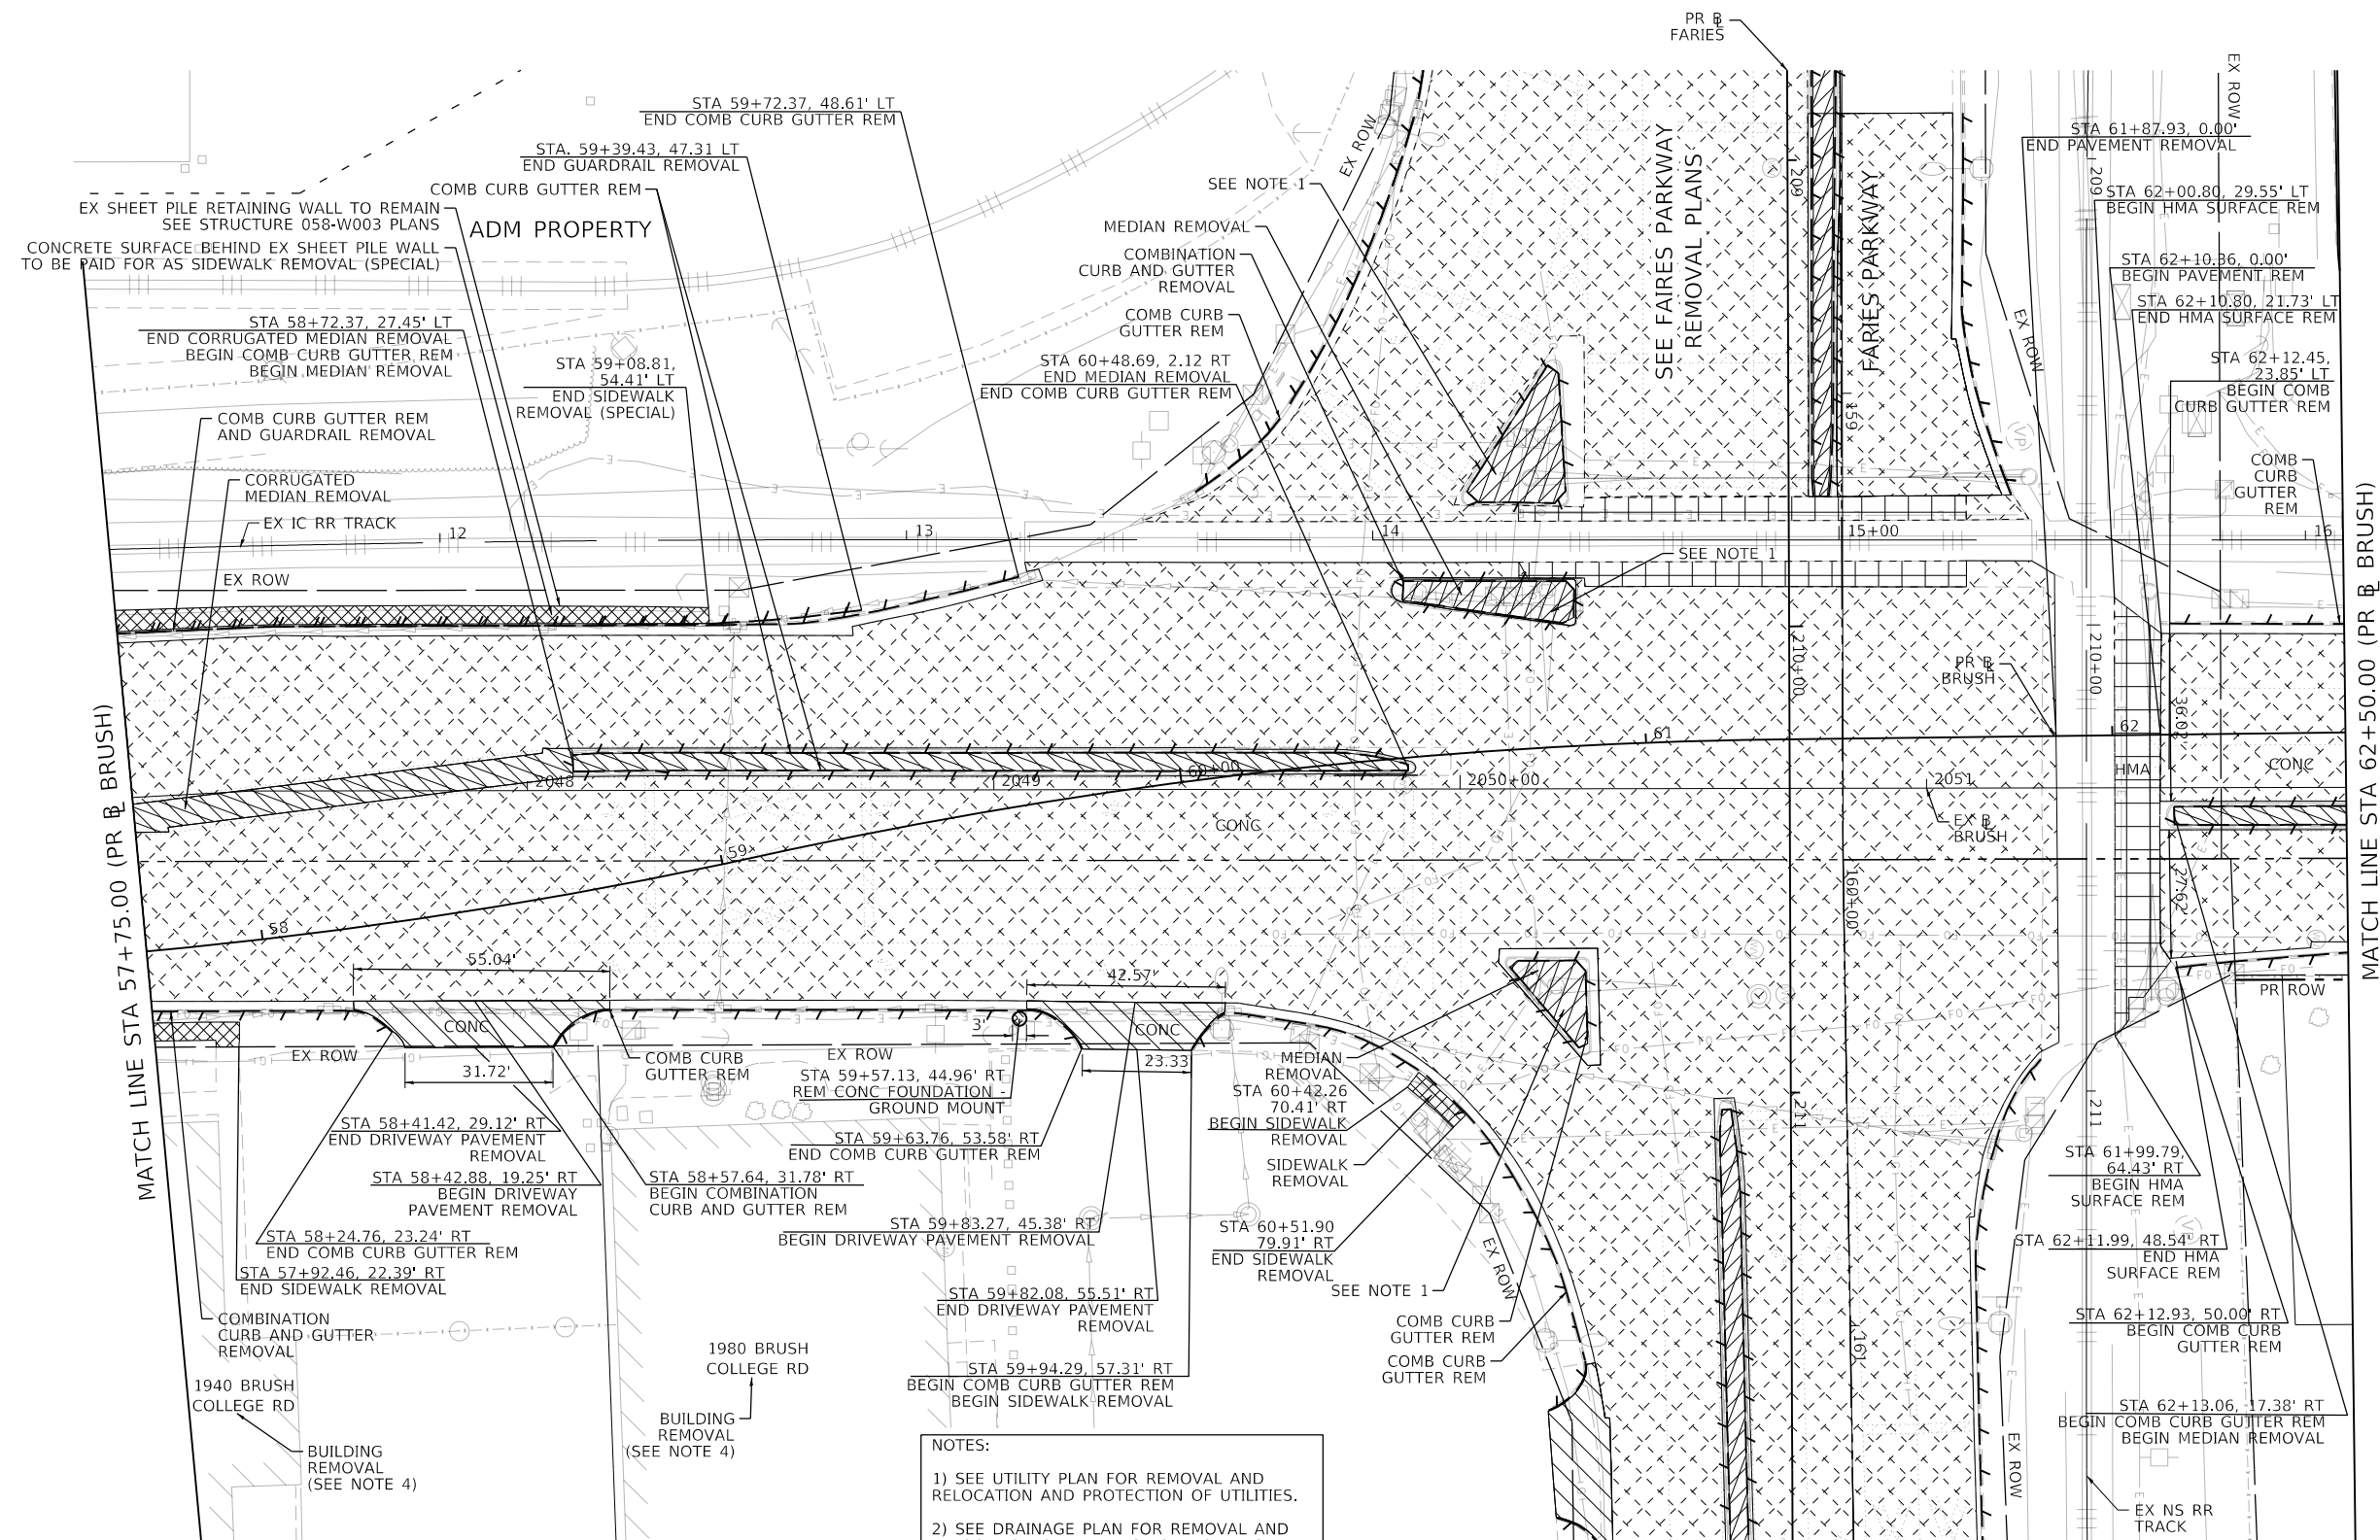 PR BL
FARIES
STA 59+72.37, 48.61' LT
END COMB CURB GUTTER REM
STA. 59+39.43, 47.31 LT
END GUARDRAIL REMOVAL
COMB CURB GUTTER REM
EX SHEET PILE RETAINING WALL TO REMAIN
SEE STRUCTURE 058-W003 PLANS
ADM PROPERTY
CONCRETE SURFACE BEHIND EX SHEET PILE WALL
TO BE PAID FOR AS SIDEWALK REMOVAL (SPECIAL)
STA 58+72.37, 27.45' LT
END CORRUGATED MEDIAN REMOVAL
BEGIN COMB CURB GUTTER REM
BEGIN MEDIAN REMOVAL
STA 59+08.81,
54.41' LT
END SIDEWALK
REMOVAL (SPECIAL)
COMB CURB GUTTER REM
AND GUARDRAIL REMOVAL
CORRUGATED
MEDIAN REMOVAL
EX IC RR TRACK
12
13
14
15+00
16
EX ROW
EX ROW
SEE NOTE 1
MEDIAN REMOVAL
COMBINATION
CURB AND GUTTER
REMOVAL
COMB CURB
GUTTER REM
STA 60+48.69, 2.12 RT
END MEDIAN REMOVAL
END COMB CURB GUTTER REM
SEE FAIRES PARKWAY
REMOVAL PLANS
FARIES PARKWAY
209
159
EX ROW
EX ROW
209
STA 61+87.93, 0.00'
END PAVEMENT REMOVAL
STA 62+00.80, 29.55' LT
BEGIN HMA SURFACE REM
STA 62+10.36, 0.00'
BEGIN PAVEMENT REM
STA 62+10.80, 21.73' LT
END HMA SURFACE REM
STA 62+12.45,
23.85' LT
BEGIN COMB
CURB GUTTER REM
COMB
CURB
GUTTER
REM
(VP)
MATCH LINE STA 62+50.00 (PR BL BRUSH)
SEE NOTE 1
210+00
210+00
PR BL
BRUSH
MATCH LINE STA 57+75.00 (PR BL BRUSH)
58
59
60+00
61
62
2048
2049
2050+00
2051
36.02'
HMA
CONC
CONC
EX BL
BRUSH
160+00
27.62'
55.04'
42.57'
CONC
CONC
3'
31.72'
23.33'
EX ROW
EX ROW
PR ROW
COMB CURB
GUTTER REM
STA 59+57.13, 44.96' RT
REM CONC FOUNDATION -
GROUND MOUNT
MEDIAN
REMOVAL
STA 60+42.26
70.41' RT
BEGIN SIDEWALK
REMOVAL
211
211
STA 58+41.42, 29.12' RT
END DRIVEWAY PAVEMENT
REMOVAL
STA 59+63.76, 53.58' RT
END COMB CURB GUTTER REM
SIDEWALK
REMOVAL
STA 61+99.79,
64.43' RT
BEGIN HMA
SURFACE REM
STA 58+42.88, 19.25' RT
BEGIN DRIVEWAY
PAVEMENT REMOVAL
STA 58+57.64, 31.78' RT
BEGIN COMBINATION
CURB AND GUTTER REM
STA 59+83.27, 45.38' RT
BEGIN DRIVEWAY PAVEMENT REMOVAL
STA 60+51.90
79.91' RT
END SIDEWALK
REMOVAL
EX ROW
STA 58+24.76, 23.24' RT
END COMB CURB GUTTER REM
STA 62+11.99, 48.54' RT
END HMA
SURFACE REM
(VP)
STA 57+92.46, 22.39' RT
END SIDEWALK REMOVAL
STA 59+82.08, 55.51' RT
END DRIVEWAY PAVEMENT
REMOVAL
SEE NOTE 1
COMB CURB
GUTTER REM
STA 62+12.93, 50.00' RT
BEGIN COMB CURB
GUTTER REM
COMBINATION
CURB AND GUTTER
REMOVAL
161
COMB CURB
GUTTER REM
1980 BRUSH
COLLEGE RD
STA 59+94.29, 57.31' RT
BEGIN COMB CURB GUTTER REM
BEGIN SIDEWALK REMOVAL
1940 BRUSH
COLLEGE RD
STA 62+13.06, 17.38' RT
BEGIN COMB CURB GUTTER REM
BEGIN MEDIAN REMOVAL
BUILDING
REMOVAL
(SEE NOTE 4)
BUILDING
REMOVAL
(SEE NOTE 4)
EX ROW
EX NS RR
TRACK
NOTES:
1) SEE UTILITY PLAN FOR REMOVAL AND
RELOCATION AND PROTECTION OF UTILITIES.
2) SEE DRAINAGE PLAN FOR REMOVAL AND